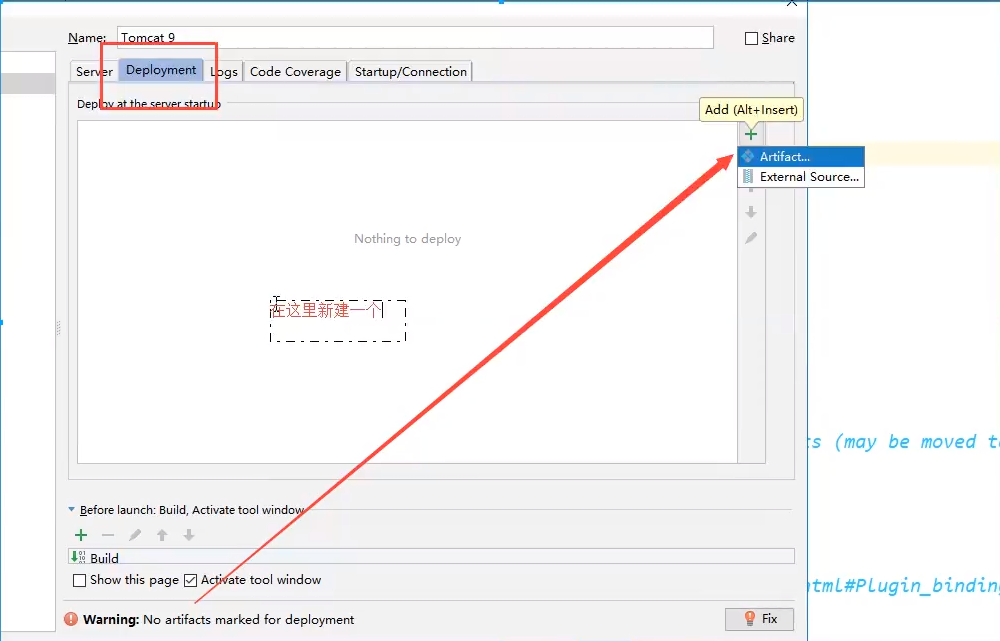 Name: Tomcat 9
Share
Server Deployment Logs Code Coverage Startup/Connection
Deploy at the server startup
Add (Alt+Insert)
Artifact...
External Source...
Nothing to deploy
在这里新建一个
ts (may be moved to
Before launch: Build, Activate tool window
Build
html#Plugin_binding
Show this page Activate tool window
Warning: No artifacts marked for deployment
Fix